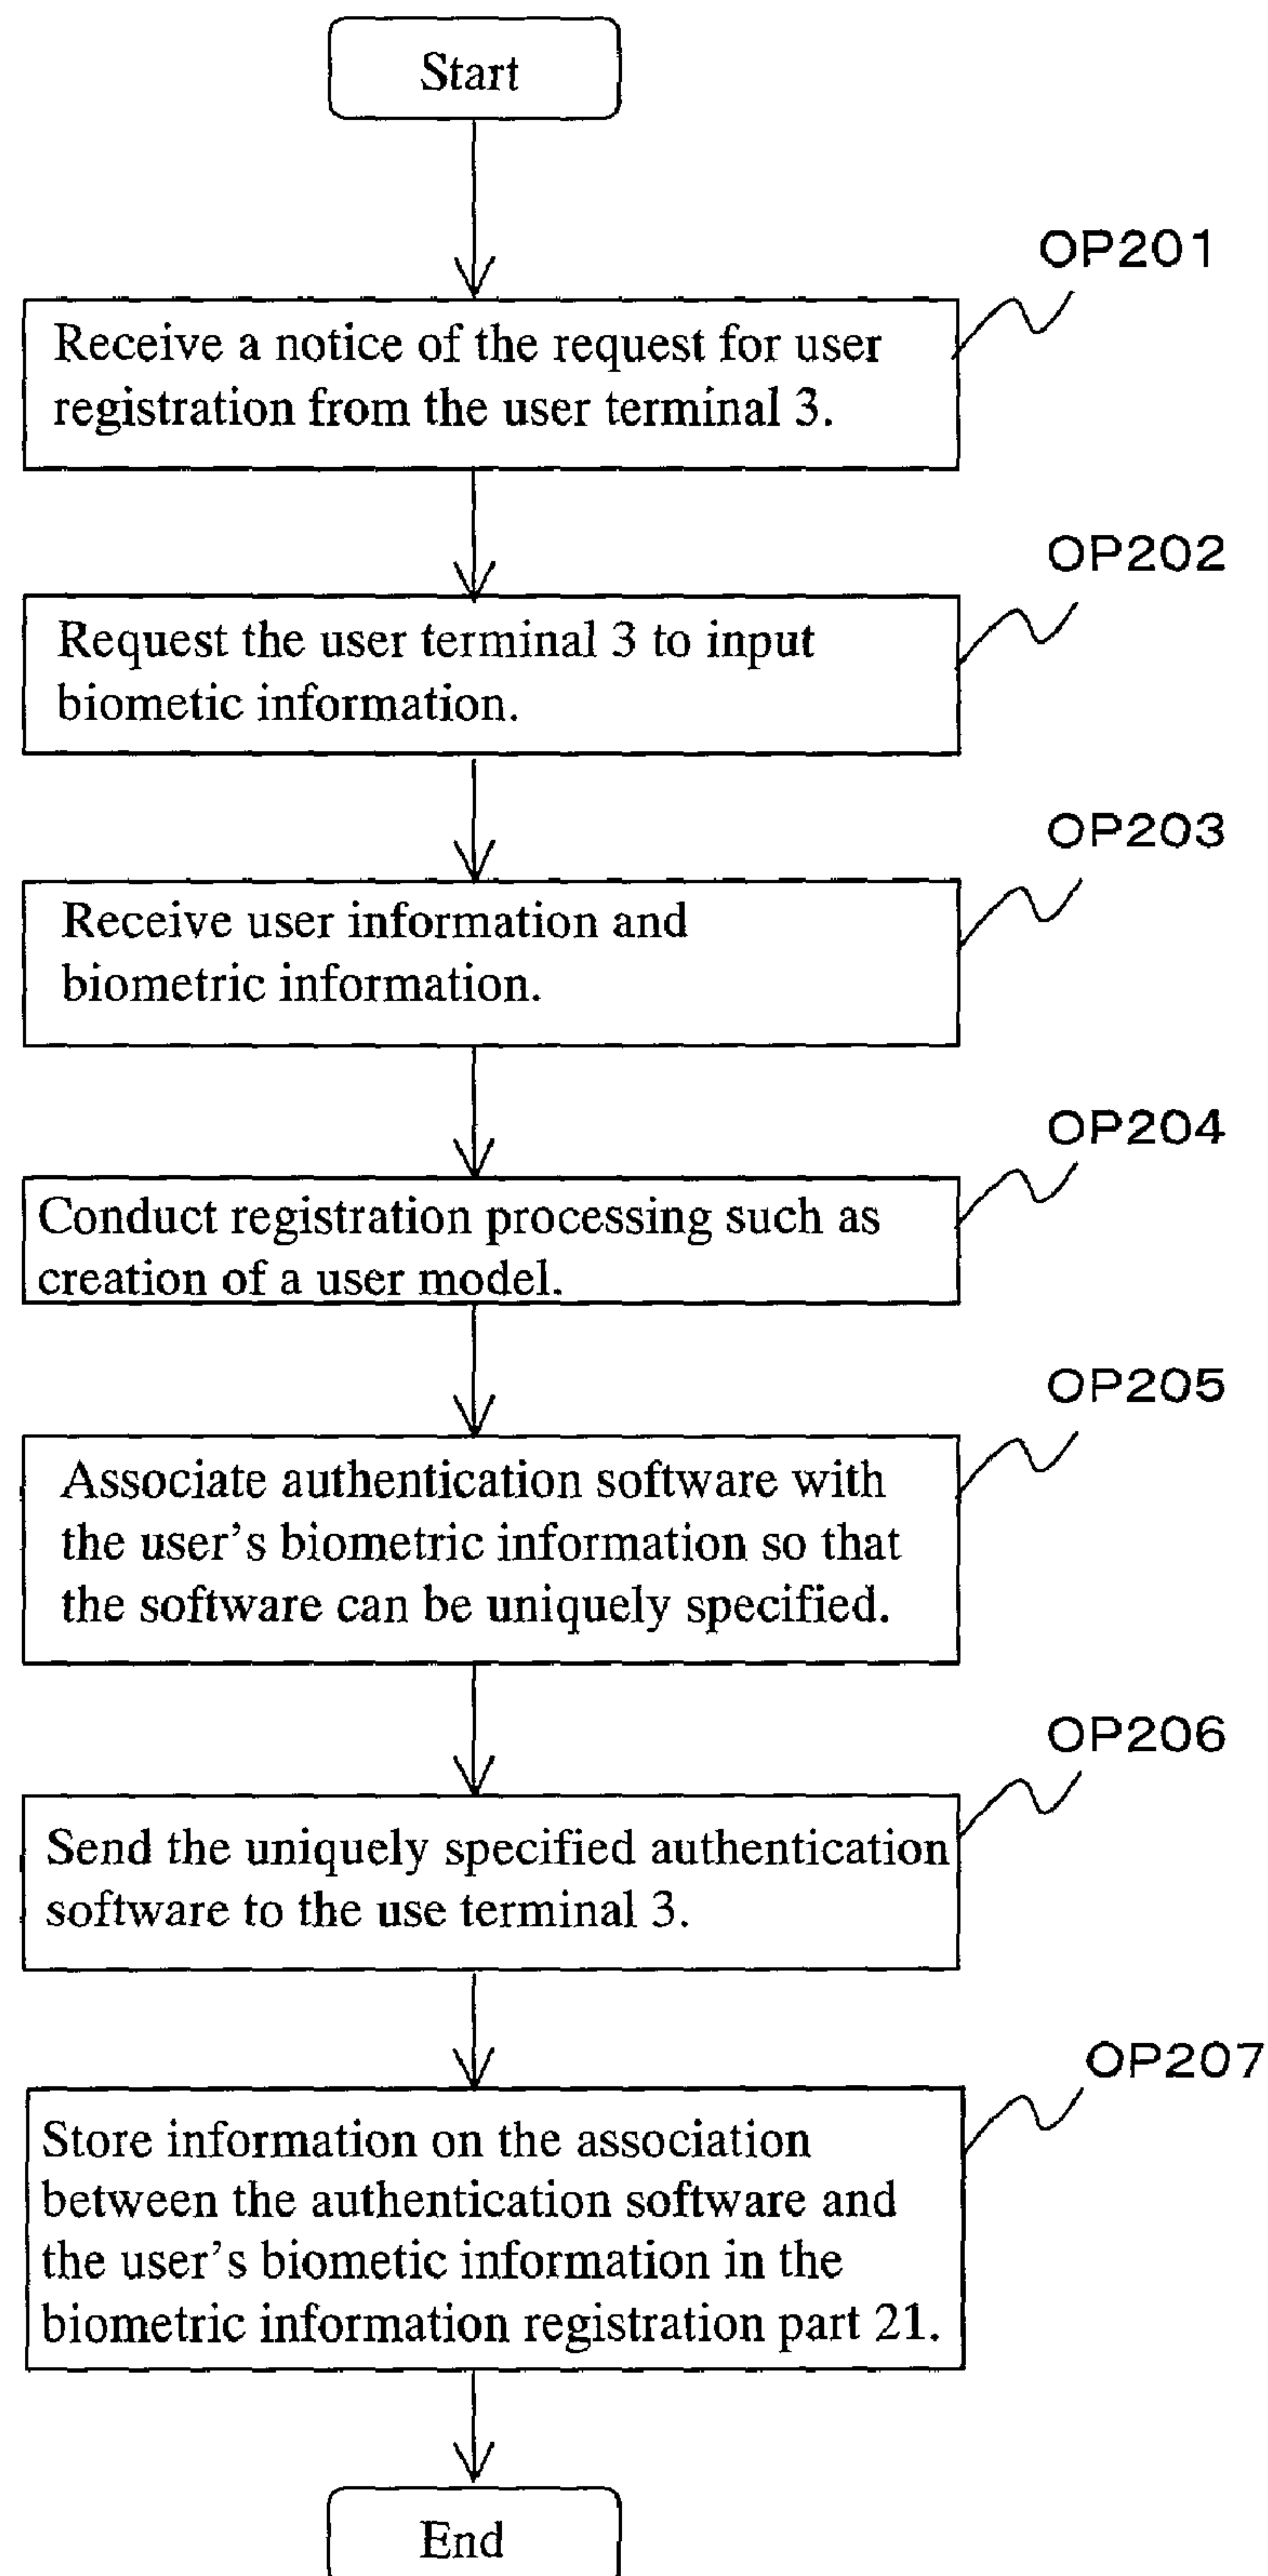 Start
OP201
Receive a notice of the request for user
registration from the user terminal 3.
OP202
Request the user terminal 3 to input
biometic information.
OP203
Receive user information and
biometric information.
OP204
Conduct registration processing such as
creation of a user model.
OP205
Associate authentication software with
the user's biometric information so that
the software can be uniquely specified.
OP206
Send the uniquely specified authentication
software to the use terminal 3.
OP207
Store information on the association
between the authentication software and
the user's biometic information in the
biometric information registration part 21.
End